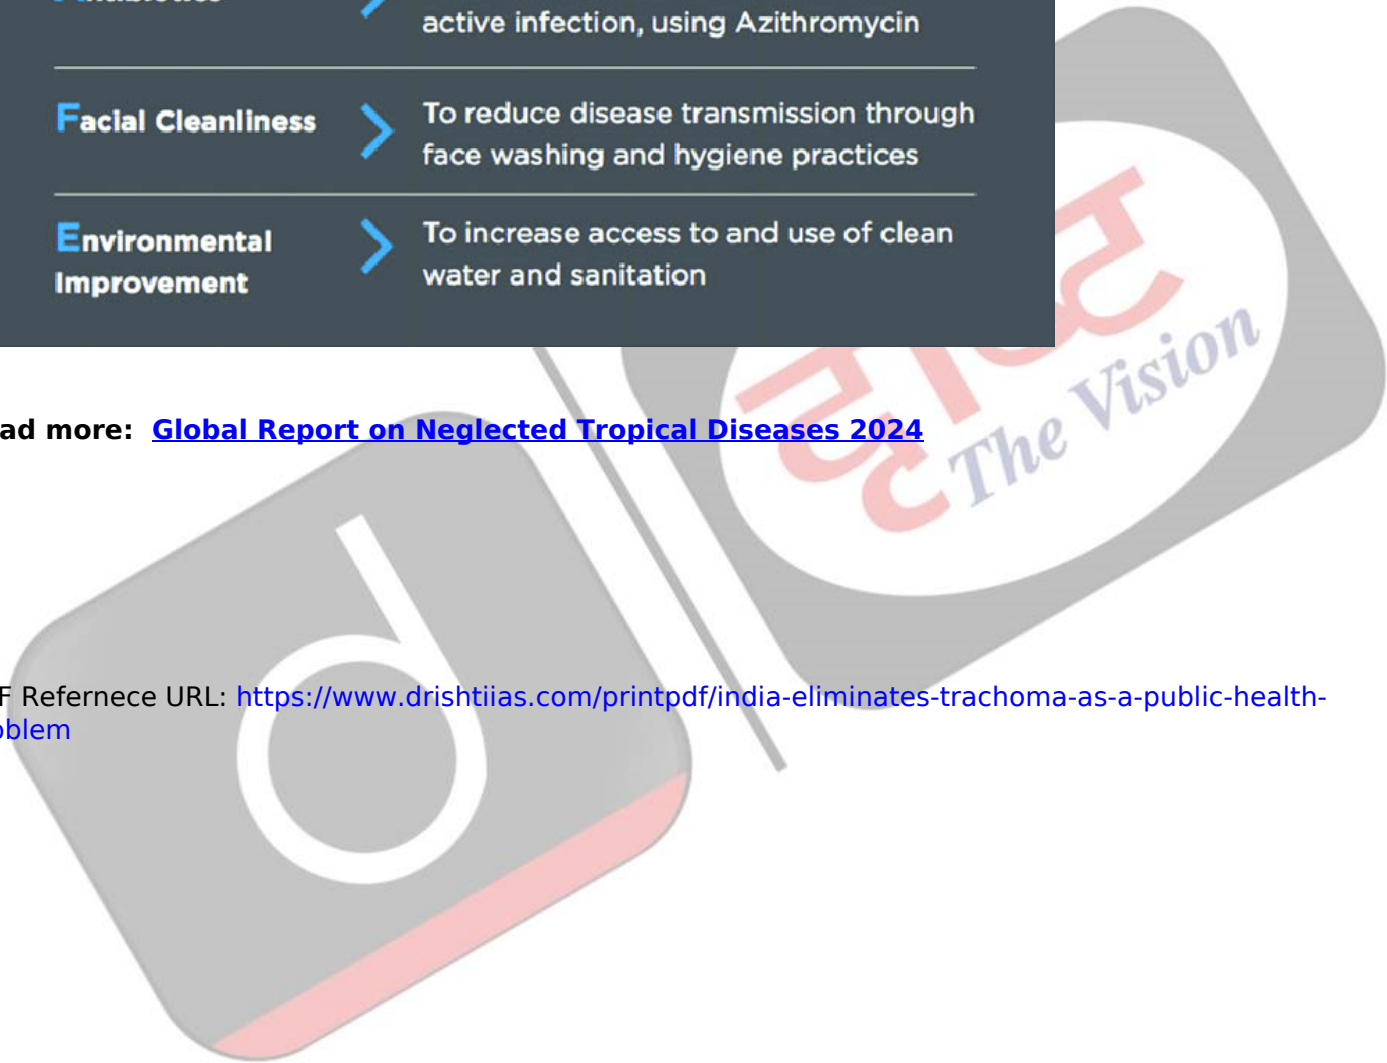 active infection, using Azithromycin
Facial Cleanliness
To reduce disease transmission through
face washing and hygiene practices
Environmental
Improvement
To increase access to and use of clean
water and sanitation
The Vision
ad more: Global Report on Neglected Tropical Diseases 2024
F Refernece URL: https://www.drishtiias.com/printpdf/india-eliminates-trachoma-as-a-public-health-
oblem